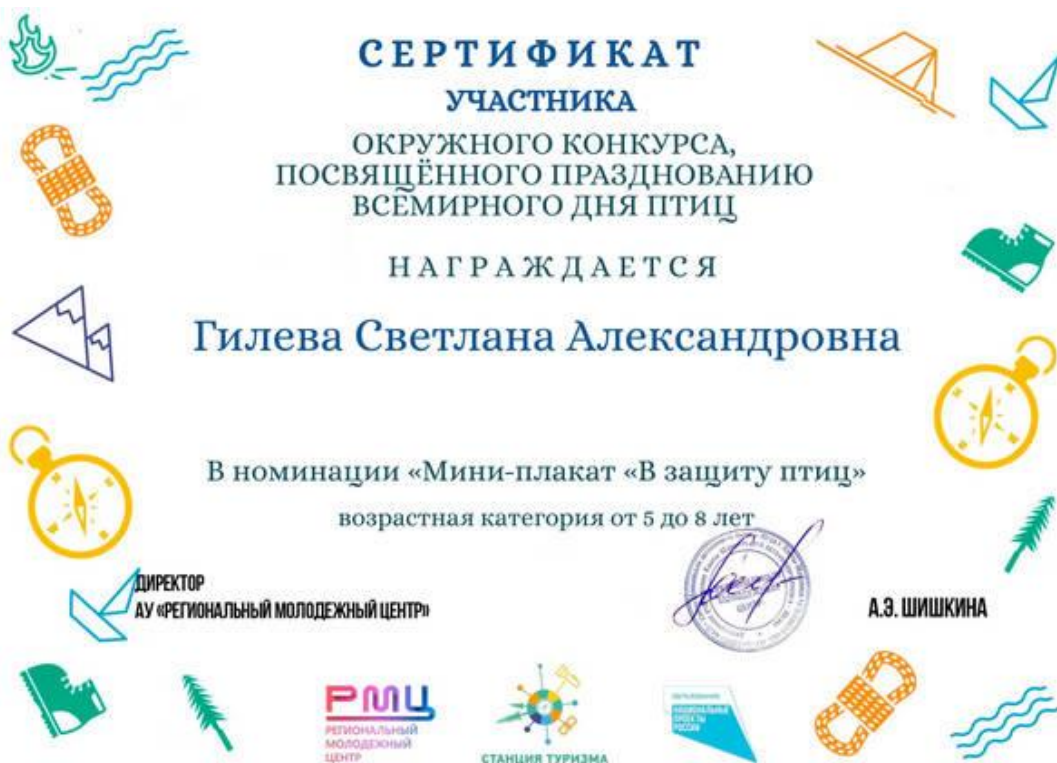 СЕРТИФИКАТ
УЧАСТНИКА
ОКРУЖНОГО КОНКУРСА,
ПОСВЯЩЁННОГО ПРАЗДНОВАНИЮ
ВСЕМИРНОГО ДНЯ ПТИЦ
НАГРАЖДАЕТСЯ
Гилева Светлана Александровна
В номинации «Мини-плакат «В защиту птиц»
возрастная категория от 5 до 8 лет
ДИРЕКТОР
АУ «РЕГИОНАЛЬНЫЙ МОЛОДЕЖНЫЙ ЦЕНТР»
А.Э. ШИШКИНА
РМЦ
РЕГИОНАЛЬНЫЙ
МОЛОДЕЖНЫЙ
ЦЕНТР
СТАНЦИЯ ТУРИЗМА
ОБРАЗОВАНИЕ
НАЦИОНАЛЬНЫЕ
ПРОЕКТЫ
РОССИИ